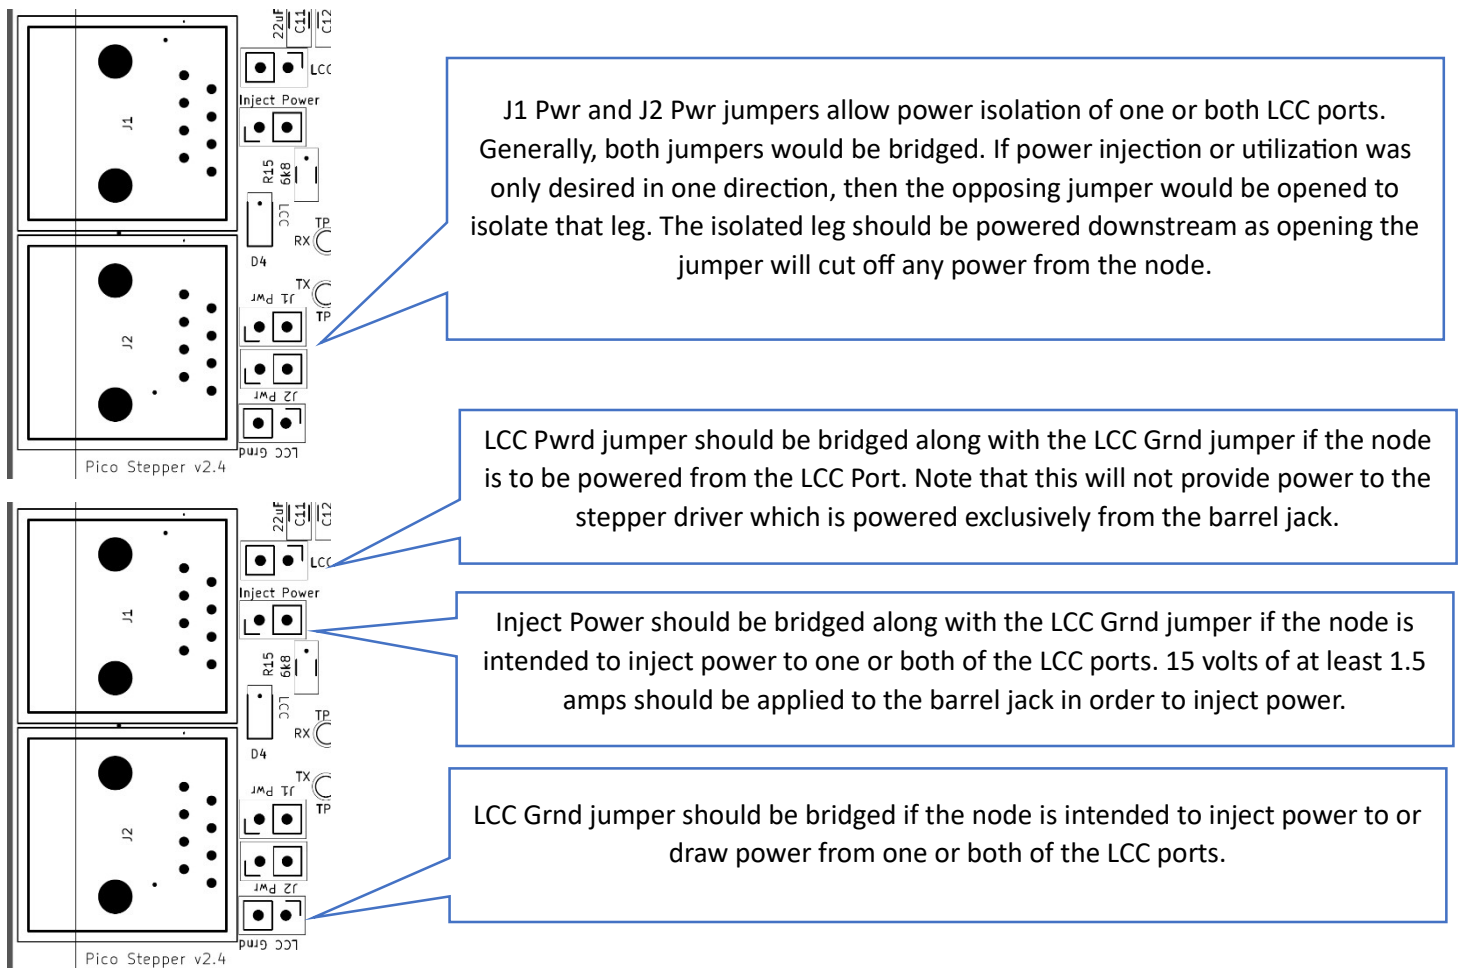 22uF
C11
C12
LCC
Inject Power
J1
R15
6k8
LCC
TP
RX
D4
TX
J1 Pwr
TP
J2
J2 Pwr
LCC Grnd
Pico Stepper v2.4
J1 Pwr and J2 Pwr jumpers allow power isolation of one or both LCC ports.
Generally, both jumpers would be bridged. If power injection or utilization was
only desired in one direction, then the opposing jumper would be opened to
isolate that leg. The isolated leg should be powered downstream as opening the
jumper will cut off any power from the node.
22uF
C11
C12
LCC
Inject Power
J1
R15
6k8
LCC
TP
RX
D4
TX
J1 Pwr
TP
J2
J2 Pwr
LCC Grnd
Pico Stepper v2.4
LCC Pwrd jumper should be bridged along with the LCC Grnd jumper if the node
is to be powered from the LCC Port. Note that this will not provide power to the
stepper driver which is powered exclusively from the barrel jack.
Inject Power should be bridged along with the LCC Grnd jumper if the node is
intended to inject power to one or both of the LCC ports. 15 volts of at least 1.5
amps should be applied to the barrel jack in order to inject power.
LCC Grnd jumper should be bridged if the node is intended to inject power to or
draw power from one or both of the LCC ports.